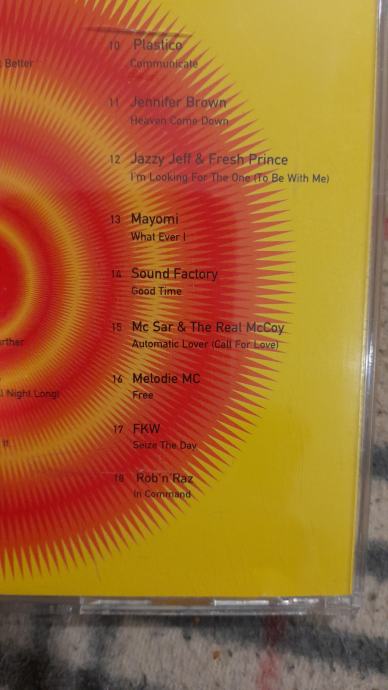 10 Plastico
Better
Communicate
11 Jennifer Brown
Heaven Come Down
12 Jazzy Jeff & Fresh Prince
I'm Looking For The One (To Be With Me)
13 Mayomi
What Ever I
14 Sound Factory
Good Time
15 Mc Sar & The Real McCoy
Automatic Lover (Call For Love)
16 Melodie MC
Night Long!
Free
17 FKW
Seize The Day
18 Rob'n'Raz
In Command